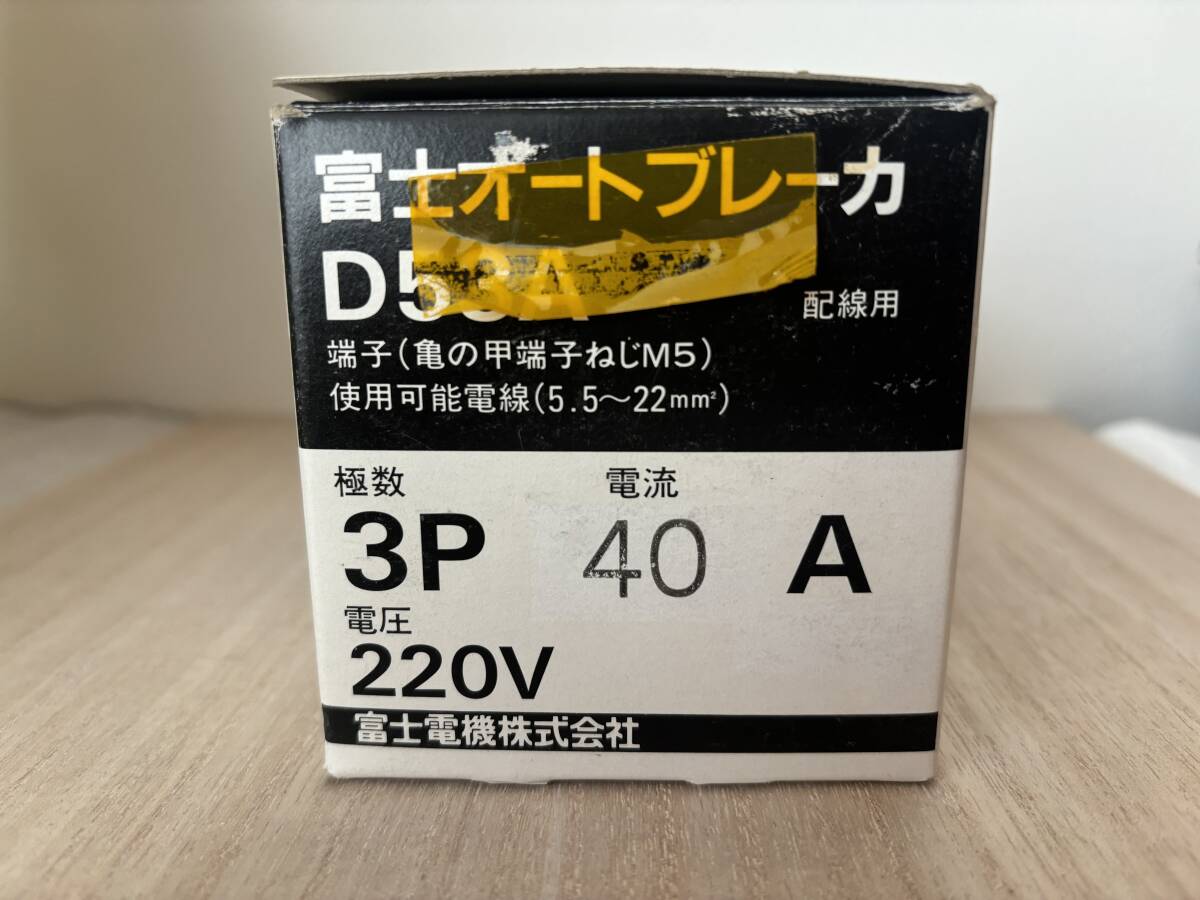 富士オートブレーカ
D53A
配線用
端子(亀の甲端子ねじM5)
使用可能電線(5.5〜22mm²)
極数 電流
3P 40 A
電圧
220V
富士電機株式会社